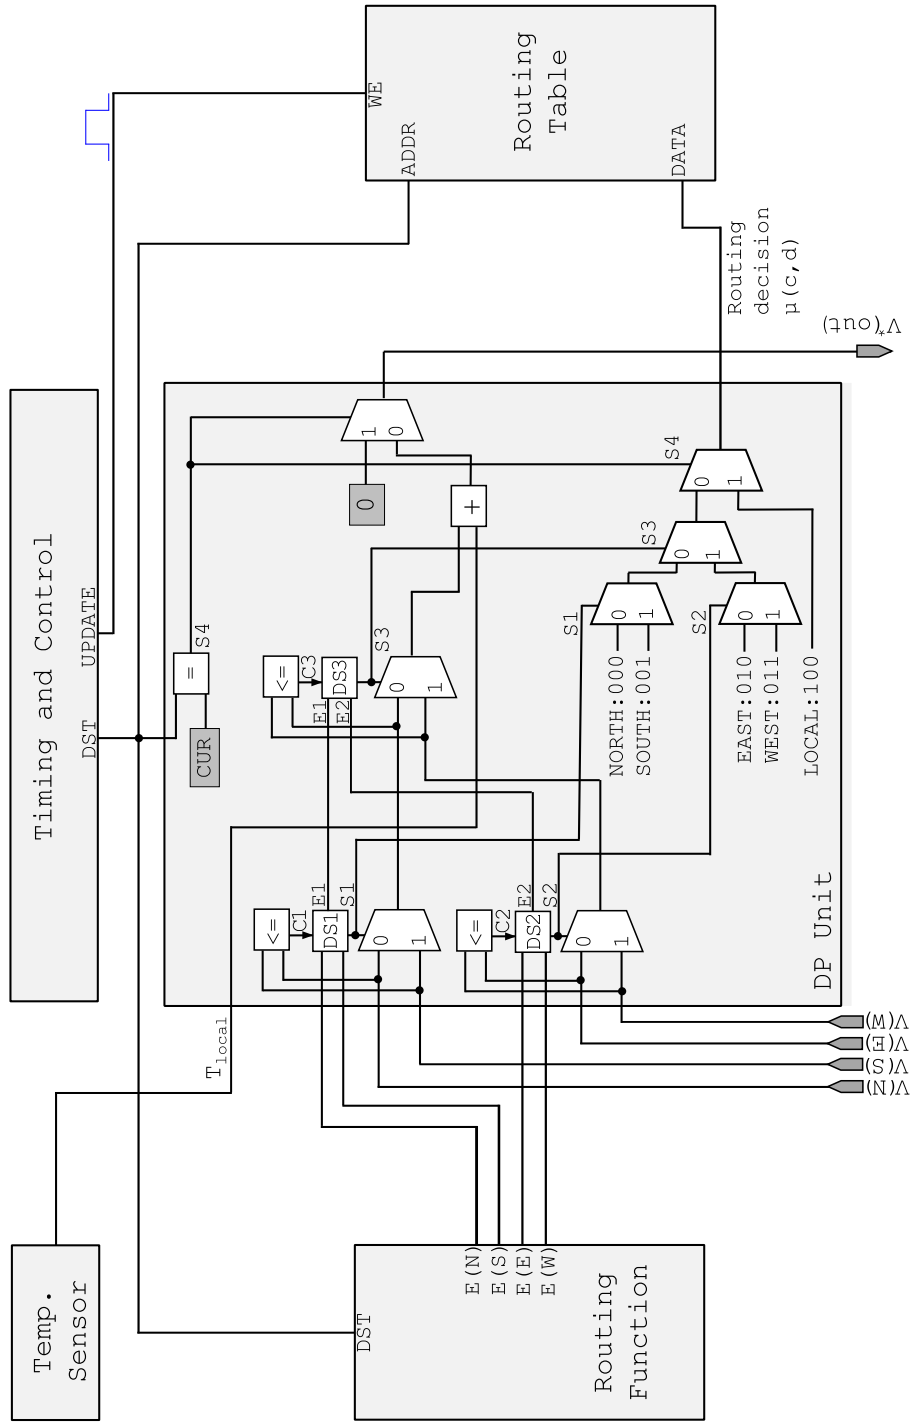 Timing and Control
DST
UPDATE
Temp.
Sensor
Routing
Function
DST
E(N)
E(S)
E(E)
E(W)
Routing
Table
WE
ADDR
DATA
Routing
decision
μ(c,d)
V*(out)
V(N)
V(S)
V(E)
V(W)
T_local
DP Unit
CUR
=
S4
<=
C1
DS1
E1
S1
0
1
<=
C2
DS2
E2
S2
0
1
<=
C3
E1
E2
DS3
S3
0
1
+
0
1
0
NORTH:000
SOUTH:001
S1
0
1
EAST:010
WEST:011
S2
0
1
S3
0
1
LOCAL:100
S4
0
1